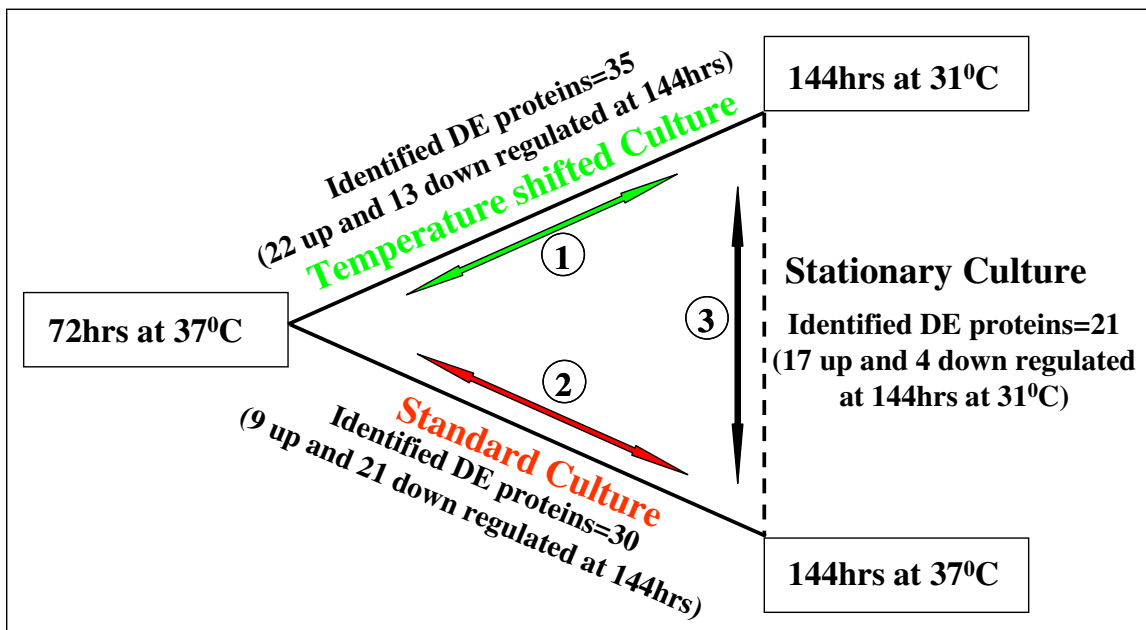 Identified DE proteins=35
(22 up and 13 down regulated at 144hrs)
Temperature shifted Culture
144hrs at 31⁰C
1
72hrs at 37⁰C
3
Stationary Culture
Identified DE proteins=21
(17 up and 4 down regulated
at 144hrs at 31⁰C)
2
Standard Culture
Identified DE proteins=30
(9 up and 21 down regulated at 144hrs)
144hrs at 37⁰C